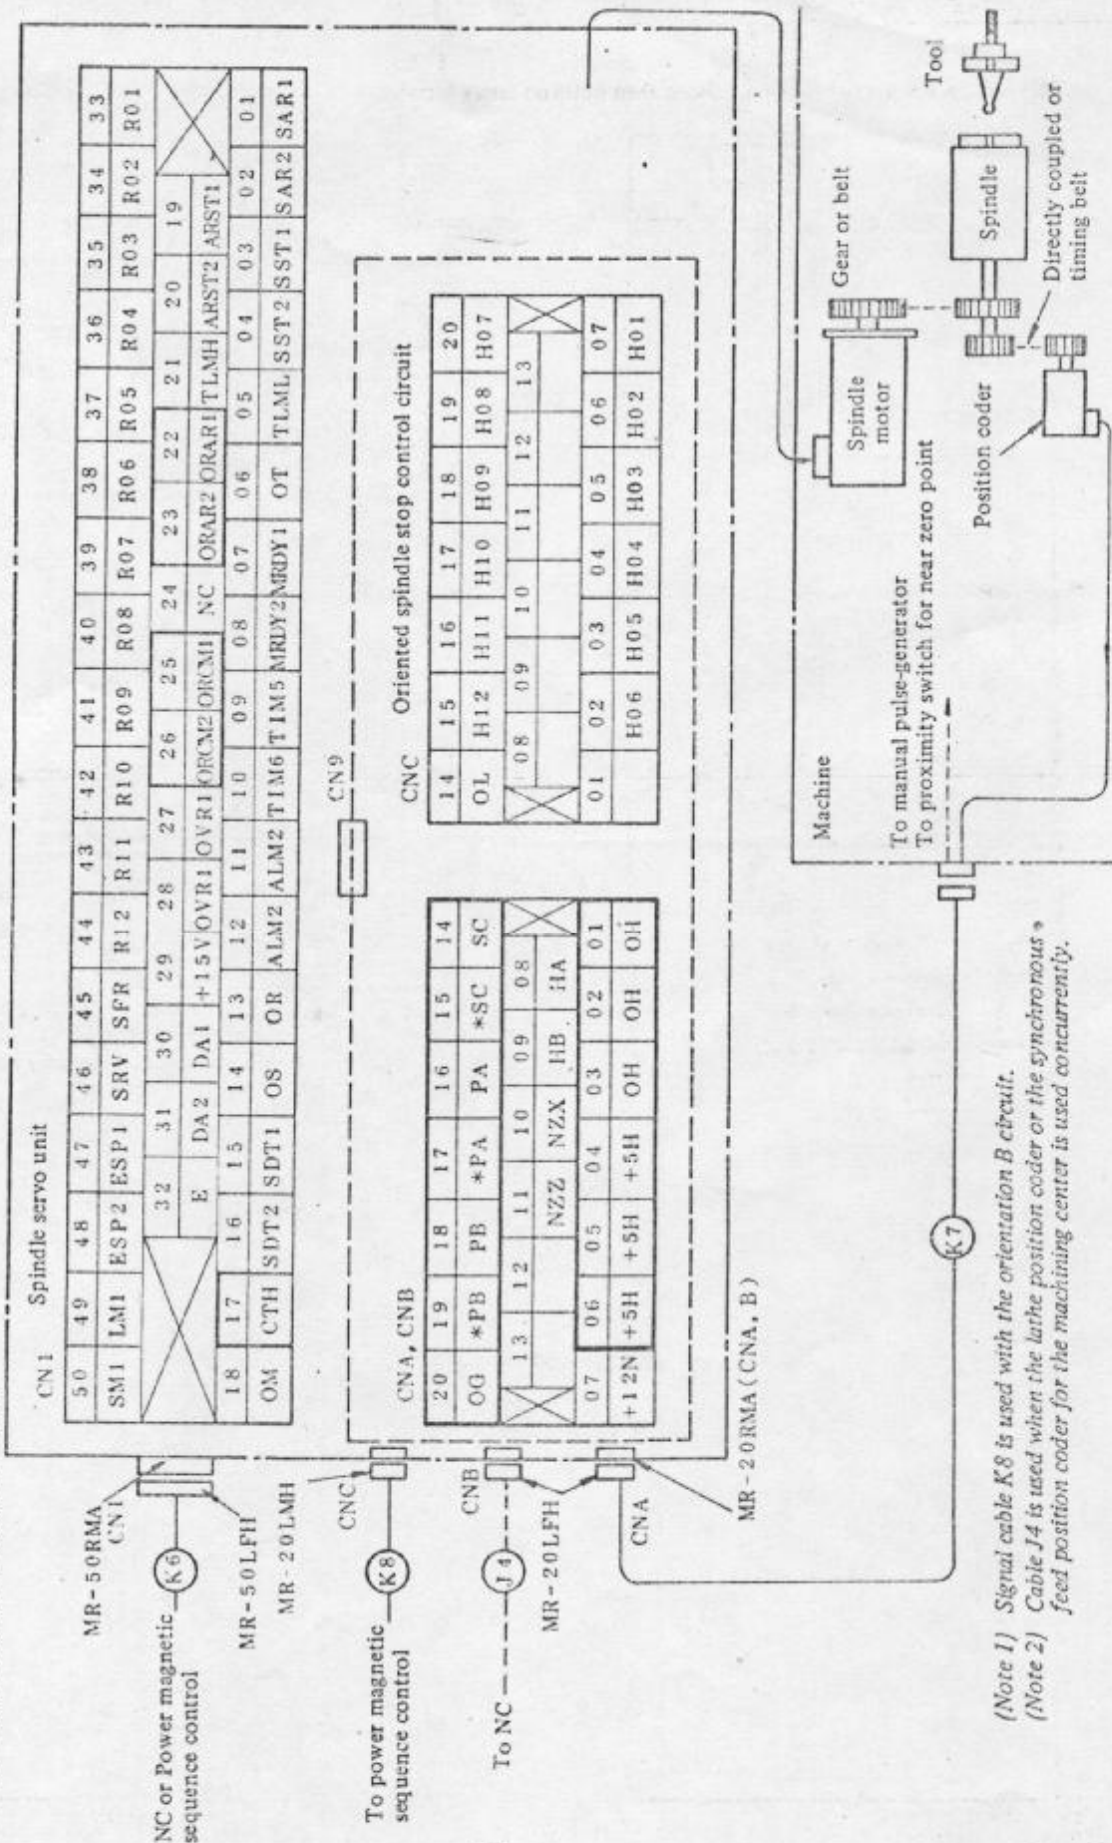 Spindle servo unit
CN1
50 49 48 47 46 45 44 43 42 41 40 39 38 37 36 35 34 33
SM1 LM1 ESP2 ESP1 SRV SFR R12 R11 R10 R09 R08 R07 R06 R05 R04 R03 R02 R01
32 31 30 29 28 27 26 25 24 23 22 21 20 19
E DA2 DA1 +15V OVR1 OVR1 ORCM2 ORCM1 NC ORAR2 ORAR1 TLMH ARST2 ARST1
18 17 16 15 14 13 12 11 10 09 08 07 06 05 04 03 02 01
OM CTH SDT2 SDT1 OS OR ALM2 ALM2 TIM6 TIM5 MRDY2 MRDY1 OT TLML SST2 SST1 SAR2 SAR1
MR-50RMA
CN1
NC or Power magnetic
sequence control
K6
MR-50LFH
MR-20LMH
CN9
CNC
To power magnetic
sequence control
K8
CNB
To NC
J4
MR-20LFH
CNA
MR-20RMA (CNA, B)
CNA, CNB
20 19 18 17 16 15 14
OG *PB PB *PA PA *SC SC
13 12 11 10 09 08
NZZ NZX HB HA
07 06 05 04 03 02 01
+12N +5H +5H +5H OH OH OH
CNC
Oriented spindle stop control circuit
14 15 16 17 18 19 20
OL H12 H11 H10 H09 H08 H07
08 09 10 11 12 13
01 02 03 04 05 06 07
H06 H05 H04 H03 H02 H01
Machine
To manual pulse-generator
To proximity switch for near zero point
Spindle
motor
Gear or belt
Position coder
Spindle
Tool
Directly coupled or
timing belt
K7
(Note 1) Signal cable K8 is used with the orientation B circuit.
(Note 2) Cable J4 is used when the lathe position coder or the synchronous
feed position coder for the machining center is used concurrently.